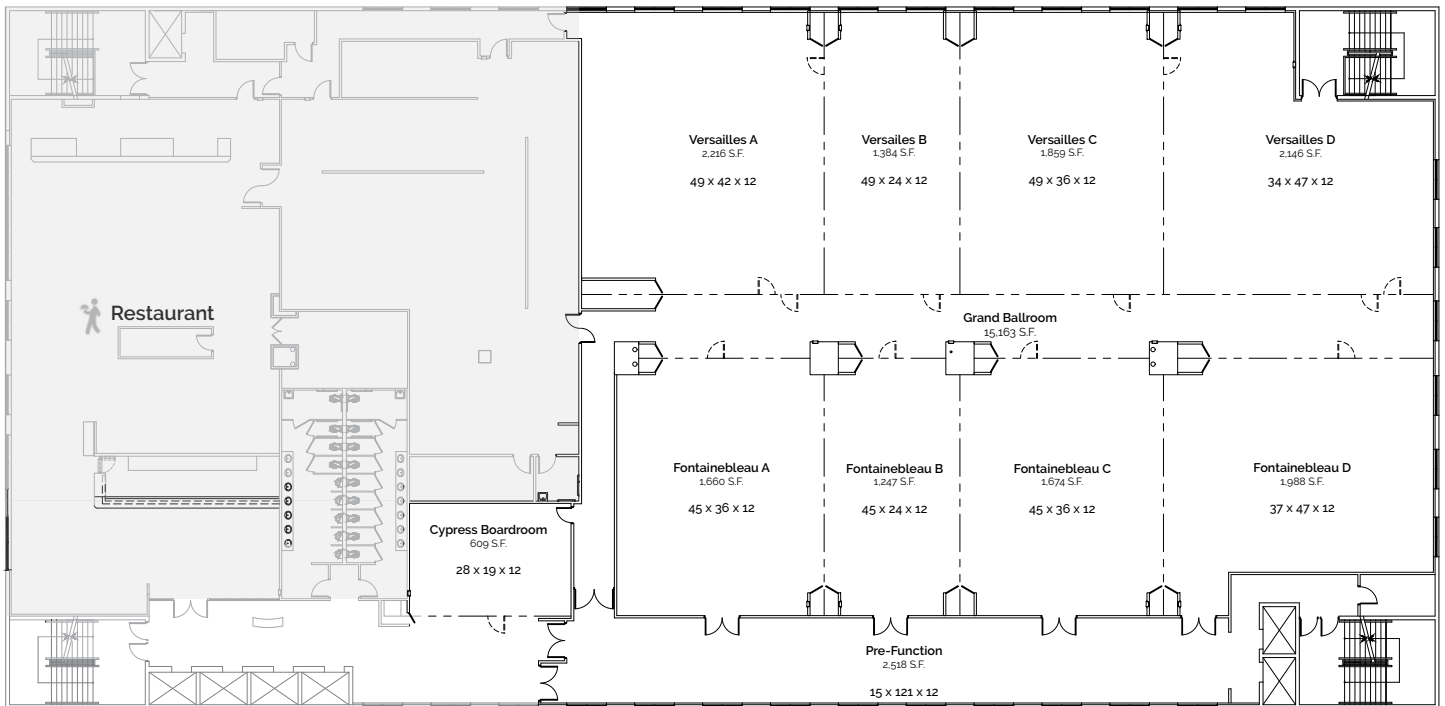 Versailles A
2,216 S.F.
49 x 42 x 12
Versailes B
1,384 S.F.
49 x 24 x 12
Versailles C
1,859 S.F.
49 x 36 x 12
Versailles D
2,146 S.F.
34 x 47 x 12
Restaurant
Grand Ballroom
15,163 S.F.
Fontainebleau A
1,660 S.F.
45 x 36 x 12
Fontainebleau B
1,247 S.F.
45 x 24 x 12
Fontainebleau C
1,674 S.F.
45 x 36 x 12
Fontainebleau D
1,988 S.F.
37 x 47 x 12
Cypress Boardroom
609 S.F.
28 x 19 x 12
Pre-Function
2,518 S.F.
15 x 121 x 12